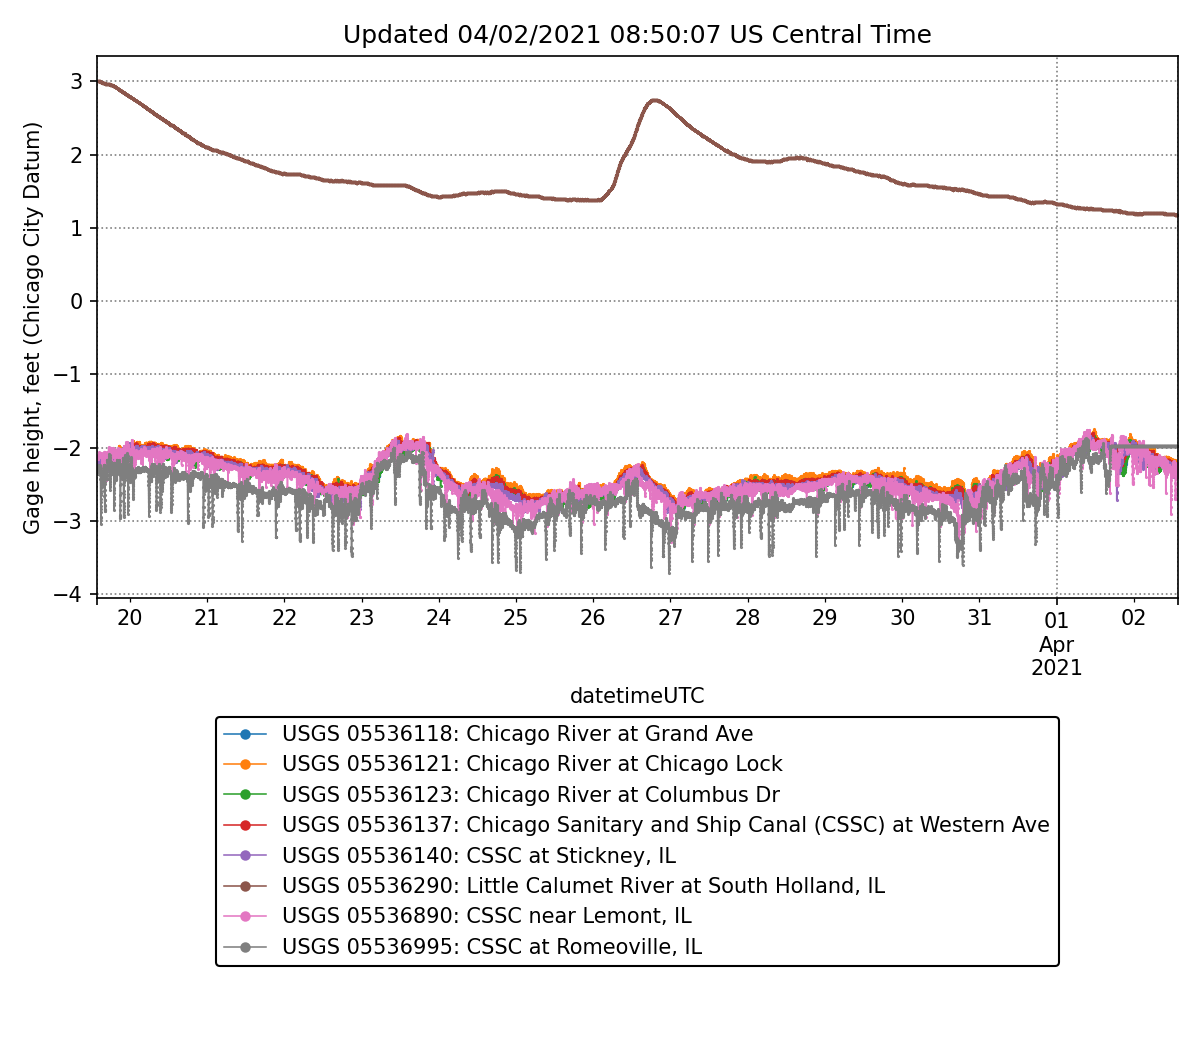 Updated 04/02/2021 08:50:07 US Central Time
Gage height, feet (Chicago City Datum)
3
2
1
0
−1
−2
−3
−4
20 21 22 23 24 25 26 27 28 29 30 31 01 02
Apr
2021
datetimeUTC
USGS 05536118: Chicago River at Grand Ave
USGS 05536121: Chicago River at Chicago Lock
USGS 05536123: Chicago River at Columbus Dr
USGS 05536137: Chicago Sanitary and Ship Canal (CSSC) at Western Ave
USGS 05536140: CSSC at Stickney, IL
USGS 05536290: Little Calumet River at South Holland, IL
USGS 05536890: CSSC near Lemont, IL
USGS 05536995: CSSC at Romeoville, IL